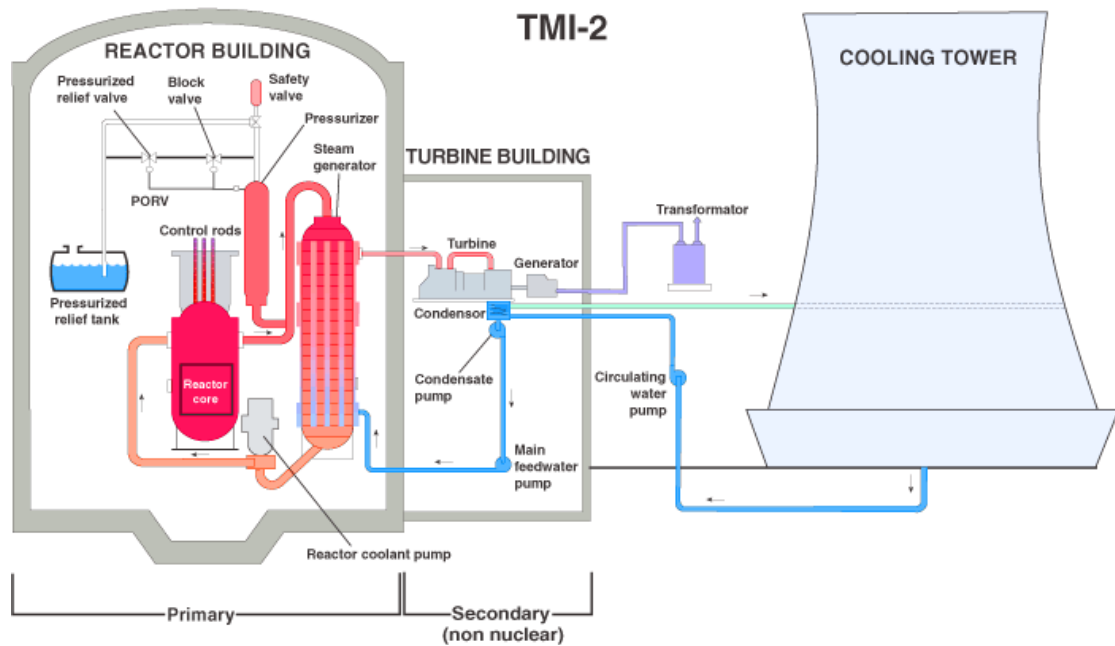 TMI-2
REACTOR BUILDING
COOLING TOWER
Pressurized
relief valve
Block
valve
Safety
valve
Pressurizer
Steam
generator
TURBINE BUILDING
PORV
Control rods
Transformator
Turbine
Generator
Pressurized
relief tank
Condensor
Reactor
core
Condensate
pump
Circulating
water
pump
Main
feedwater
pump
Reactor coolant pump
Primary
Secondary
(non nuclear)